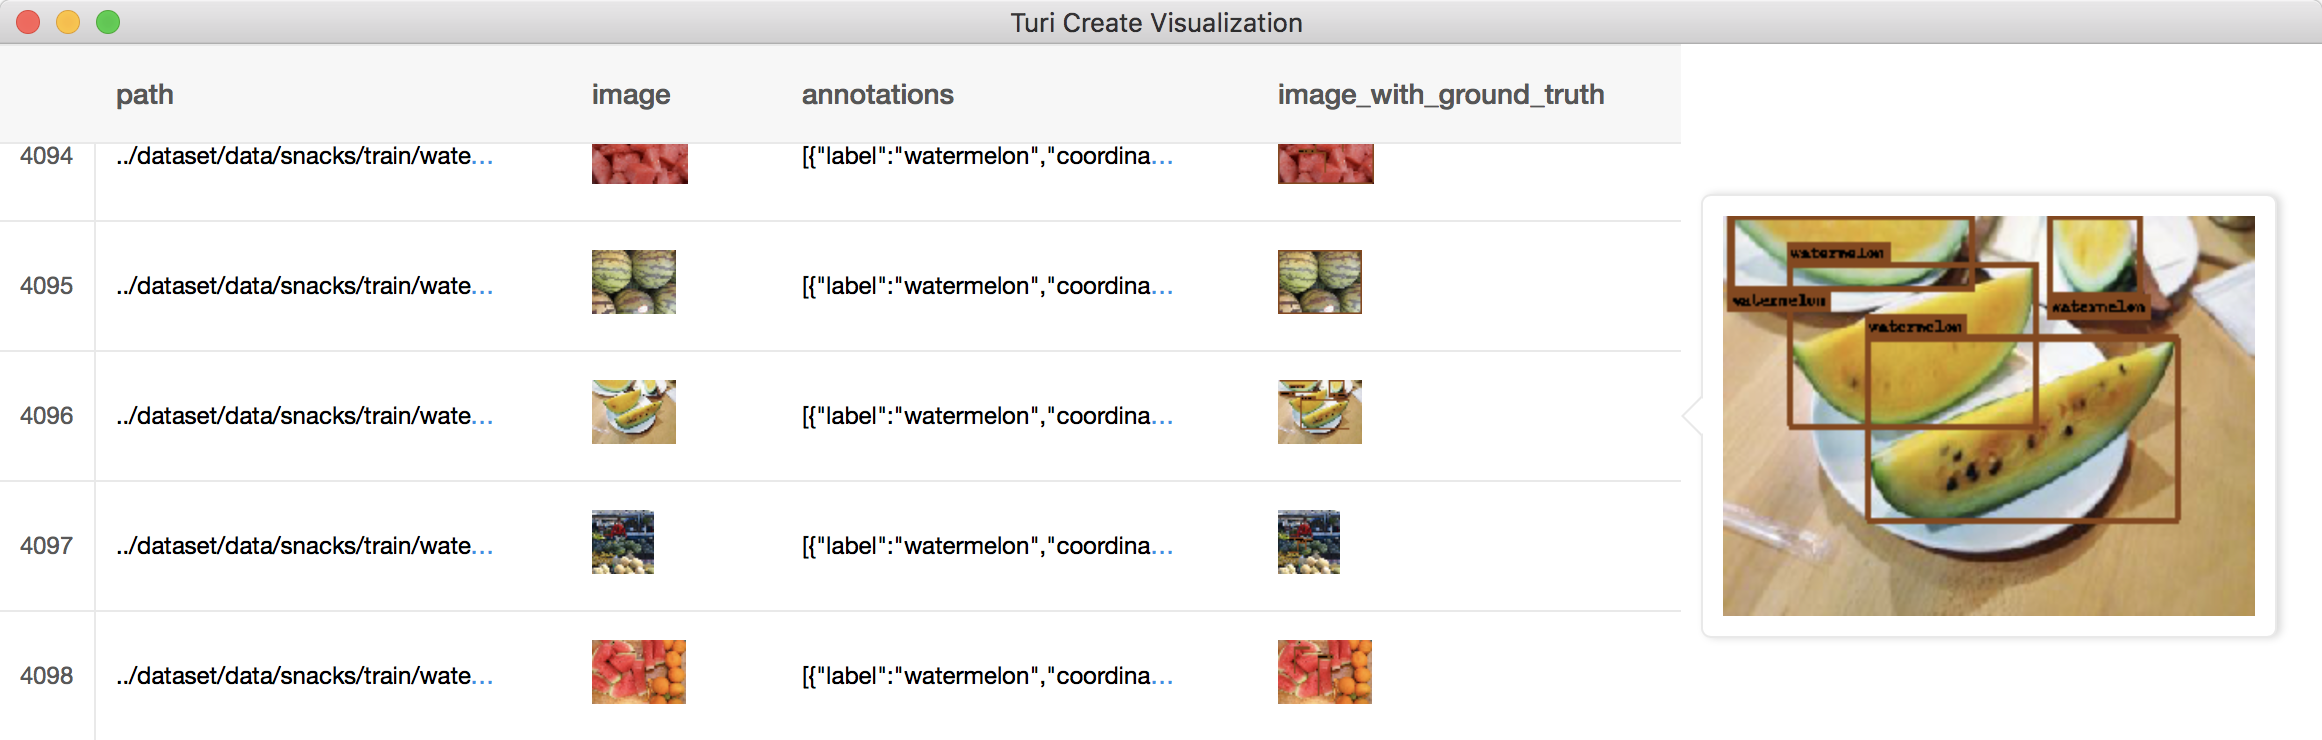 Turi Create Visualization
path image annotations image_with_ground_truth
4094 ../dataset/data/snacks/train/wate... [{"label":"watermelon","coordina...
4095 ../dataset/data/snacks/train/wate... [{"label":"watermelon","coordina...
4096 ../dataset/data/snacks/train/wate... [{"label":"watermelon","coordina...
4097 ../dataset/data/snacks/train/wate... [{"label":"watermelon","coordina...
4098 ../dataset/data/snacks/train/wate... [{"label":"watermelon","coordina...
watermelon
watermelon
watermelon
watermelon